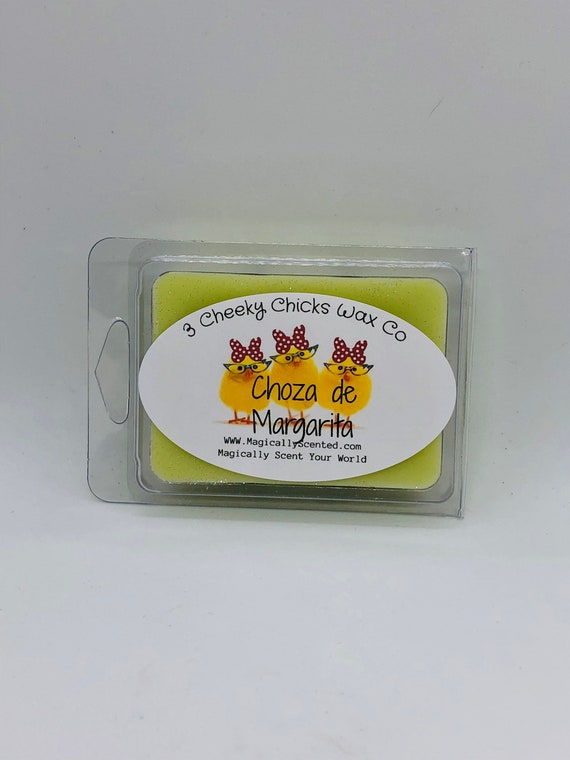 3 Cheeky Chicks Wax Co
Choza de
Margarita
www.MagicallyScented.com
Magically Scent Your World